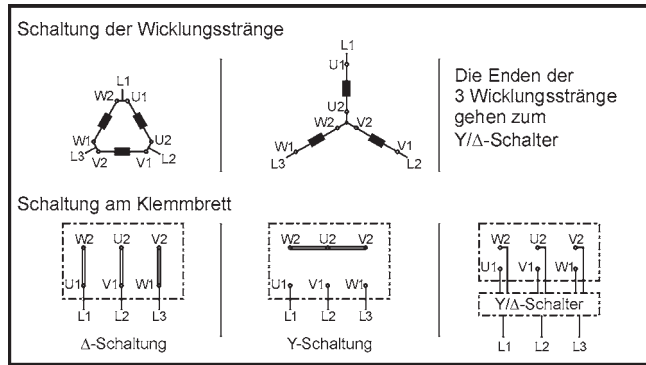 Schaltung der Wicklungsstränge
L1
W2 U1
W1 U2
L3 V2 V1 L2
L1
U1
U2
W2 V2
W1 V1
L3 L2
Die Enden der
3 Wicklungsstränge
gehen zum
Y/Δ-Schalter
Schaltung am Klemmbrett
W2 U2 V2
U1 V1 W1
L1 L2 L3
Δ-Schaltung
W2 U2 V2
U1 V1 W1
L1 L2 L3
Y-Schaltung
W2 U2 V2
U1 V1 W1
Y/Δ-Schalter
L1 L2 L3